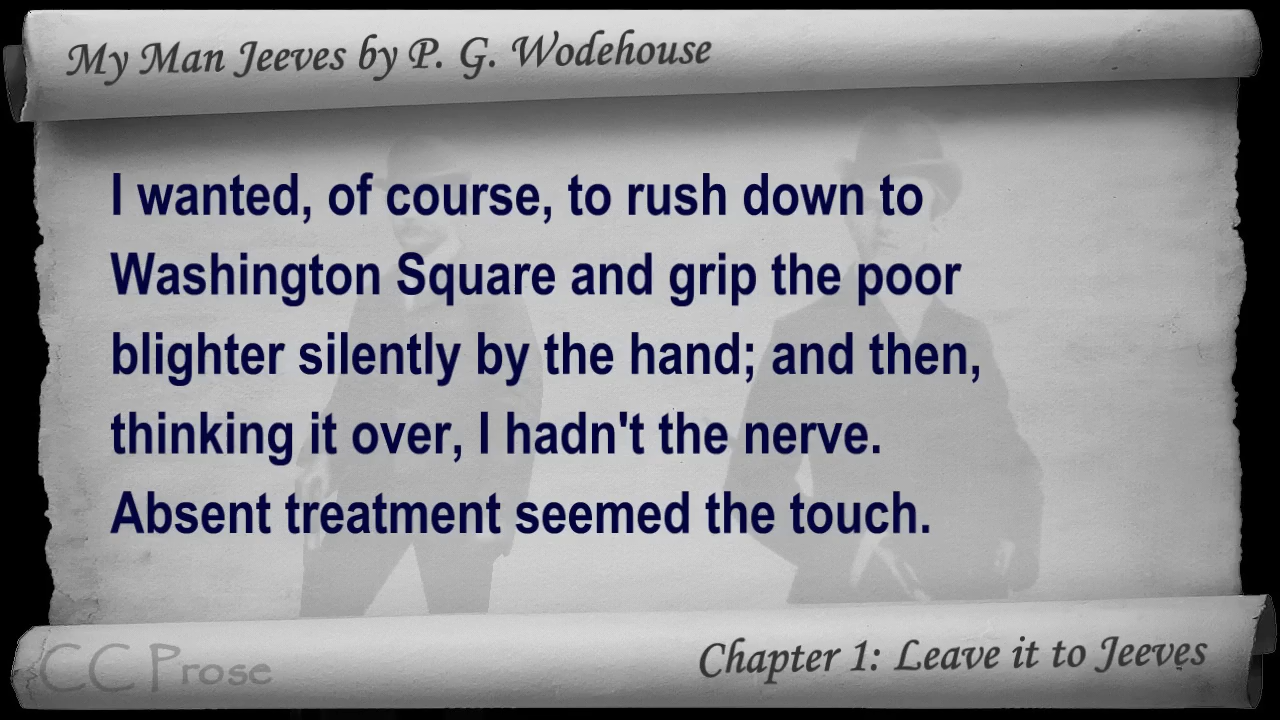 My Man Jeeves by P. G. Wodehouse
I wanted, of course, to rush down to
Washington Square and grip the poor
blighter silently by the hand; and then,
thinking it over, I hadn't the nerve.
Absent treatment seemed the touch.
CC Prose
Chapter 1: Leave it to Jeeves